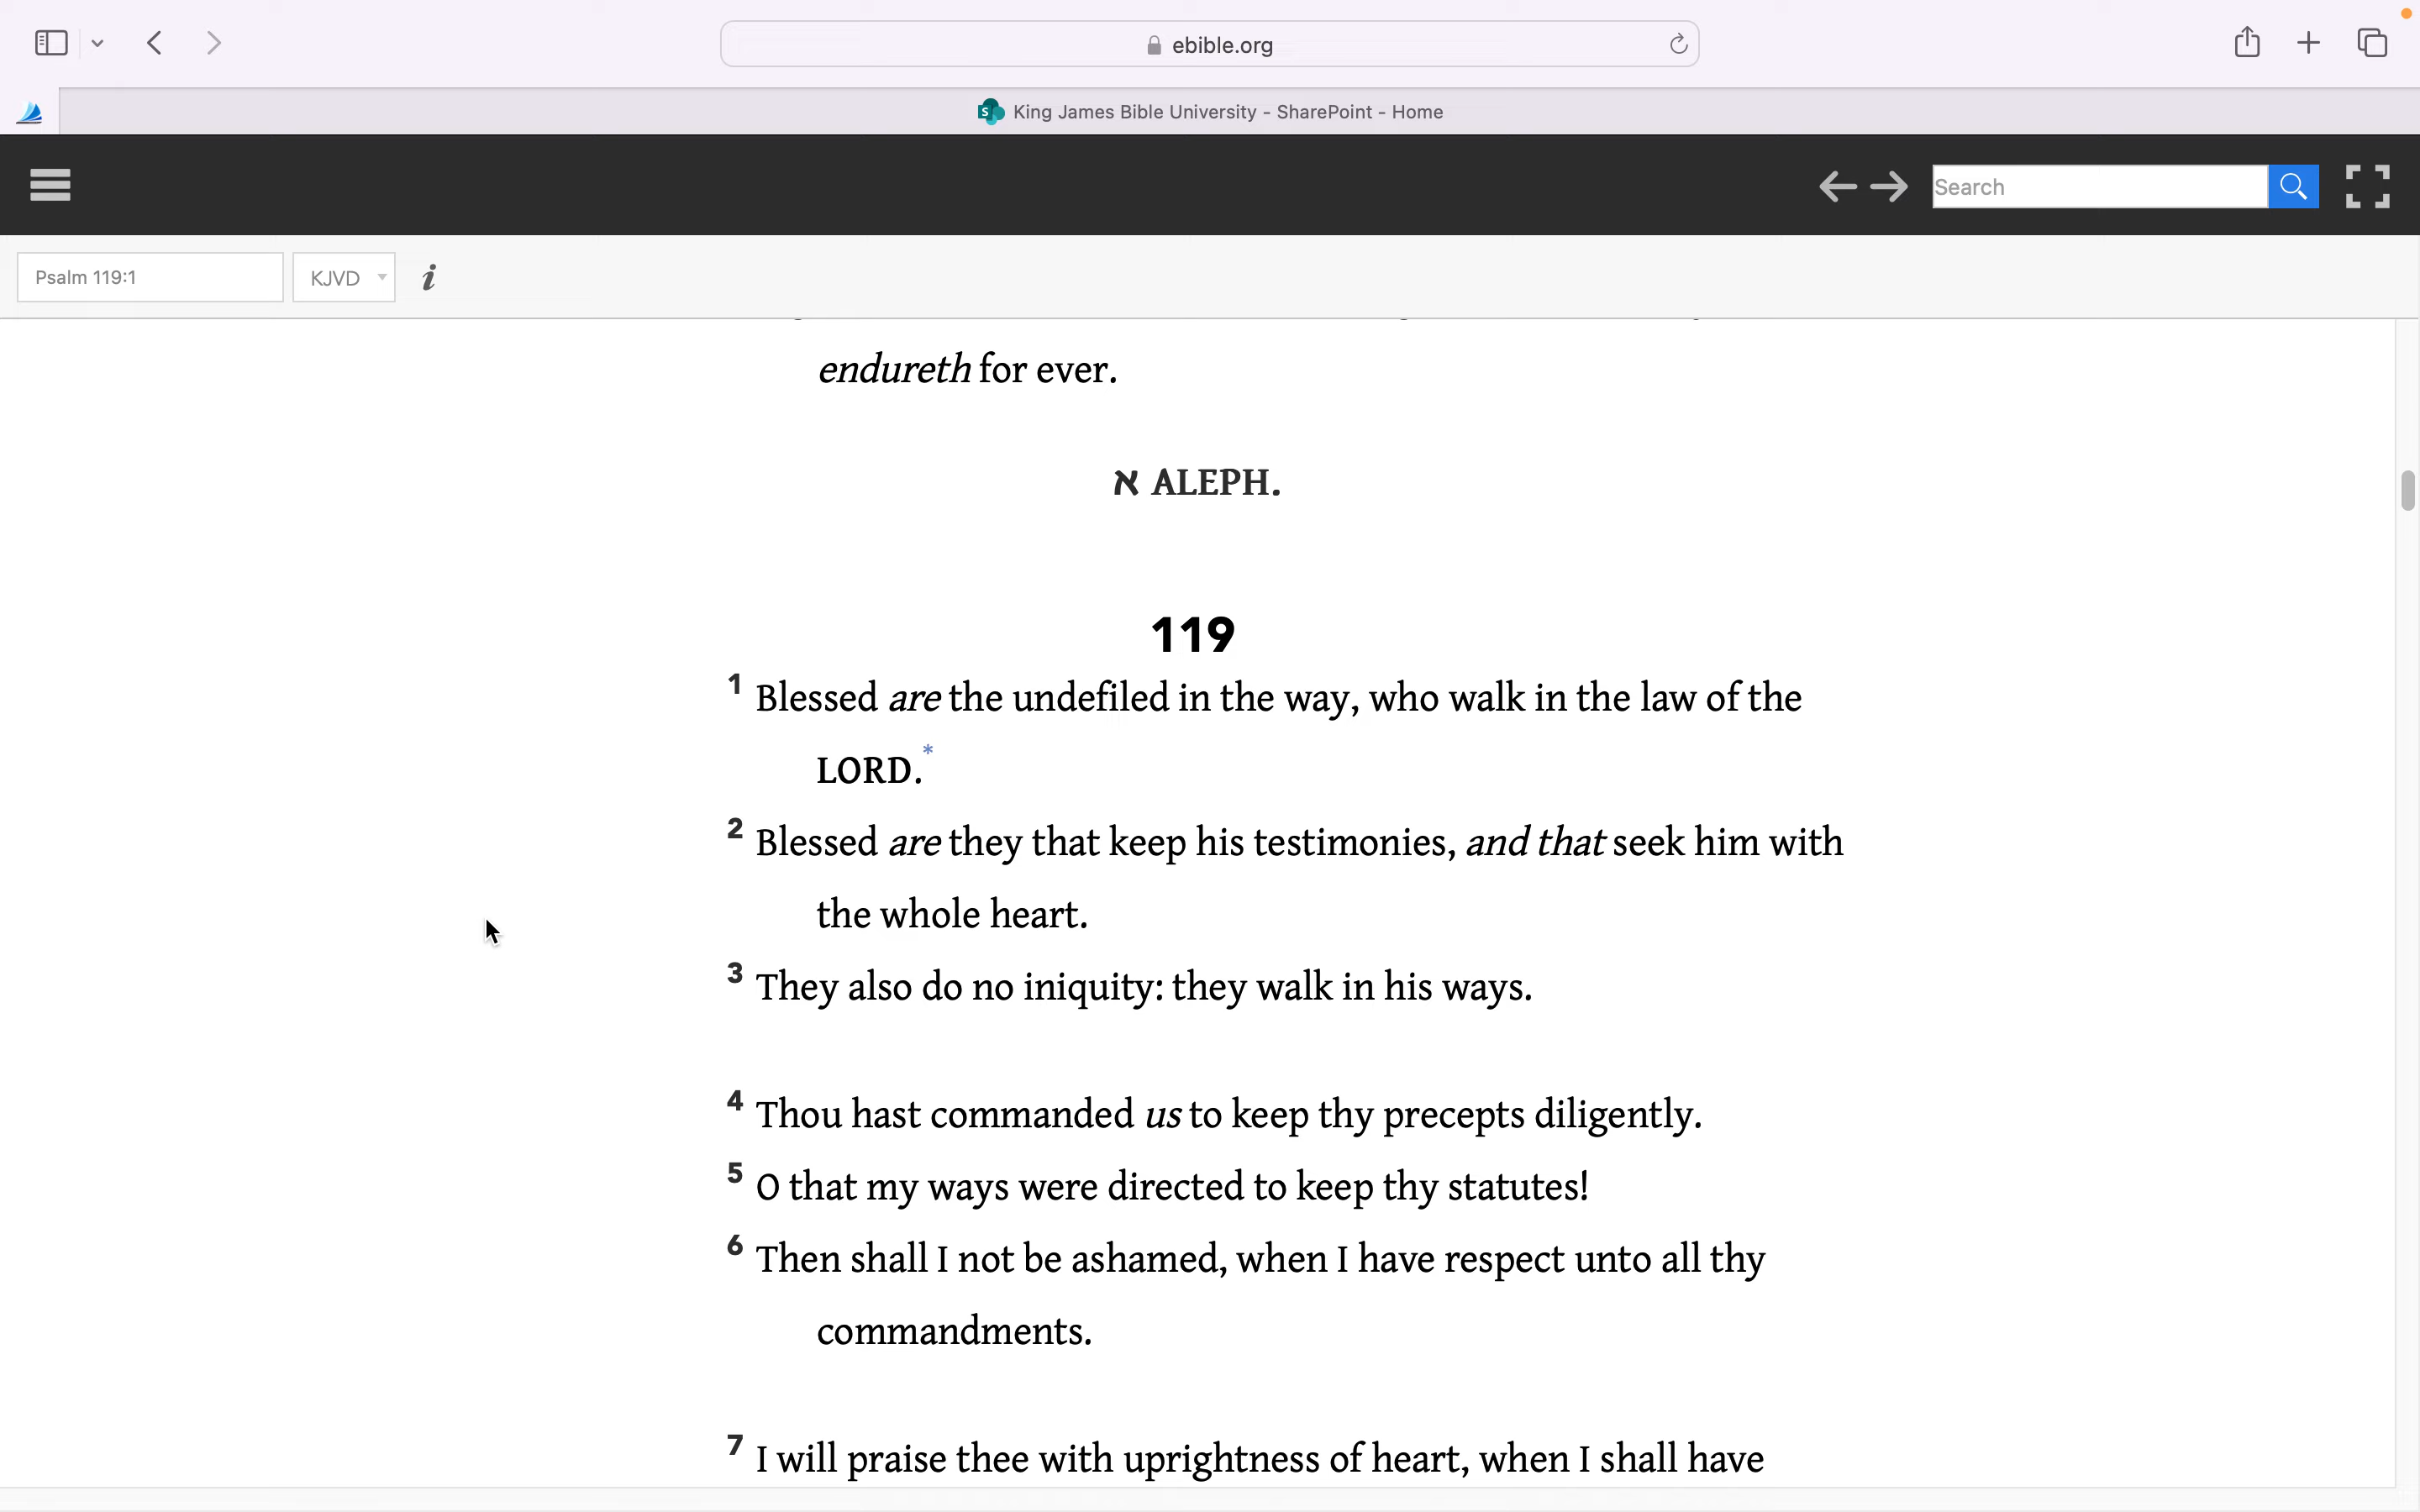 ebible.org
King James Bible University - SharePoint - Home
Search
Psalm 119:1
KJVD
i
endureth for ever.
א ALEPH.
119
1 Blessed are the undefiled in the way, who walk in the law of the
LORD.*
2 Blessed are they that keep his testimonies, and that seek him with
the whole heart.
3 They also do no iniquity: they walk in his ways.
4 Thou hast commanded us to keep thy precepts diligently.
5 O that my ways were directed to keep thy statutes!
6 Then shall I not be ashamed, when I have respect unto all thy
commandments.
7 I will praise thee with uprightness of heart, when I shall have